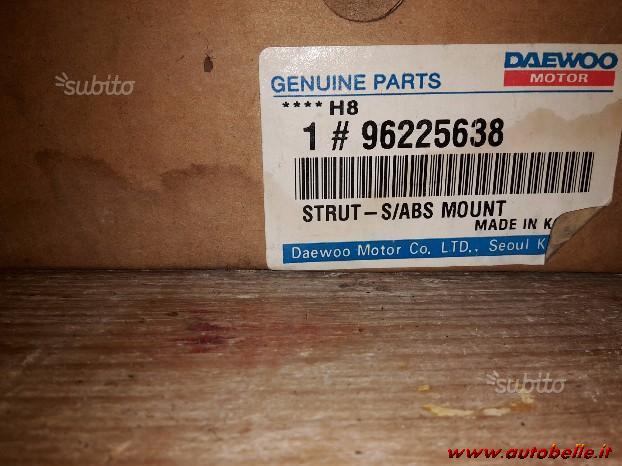 subito
GENUINE PARTS
DAEWOO
MOTOR
**** H8
1 # 96225638
STRUT-S/ABS MOUNT
MADE IN K
Daewoo Motor Co. LTD., Seoul K
subito
www.autobelle.it